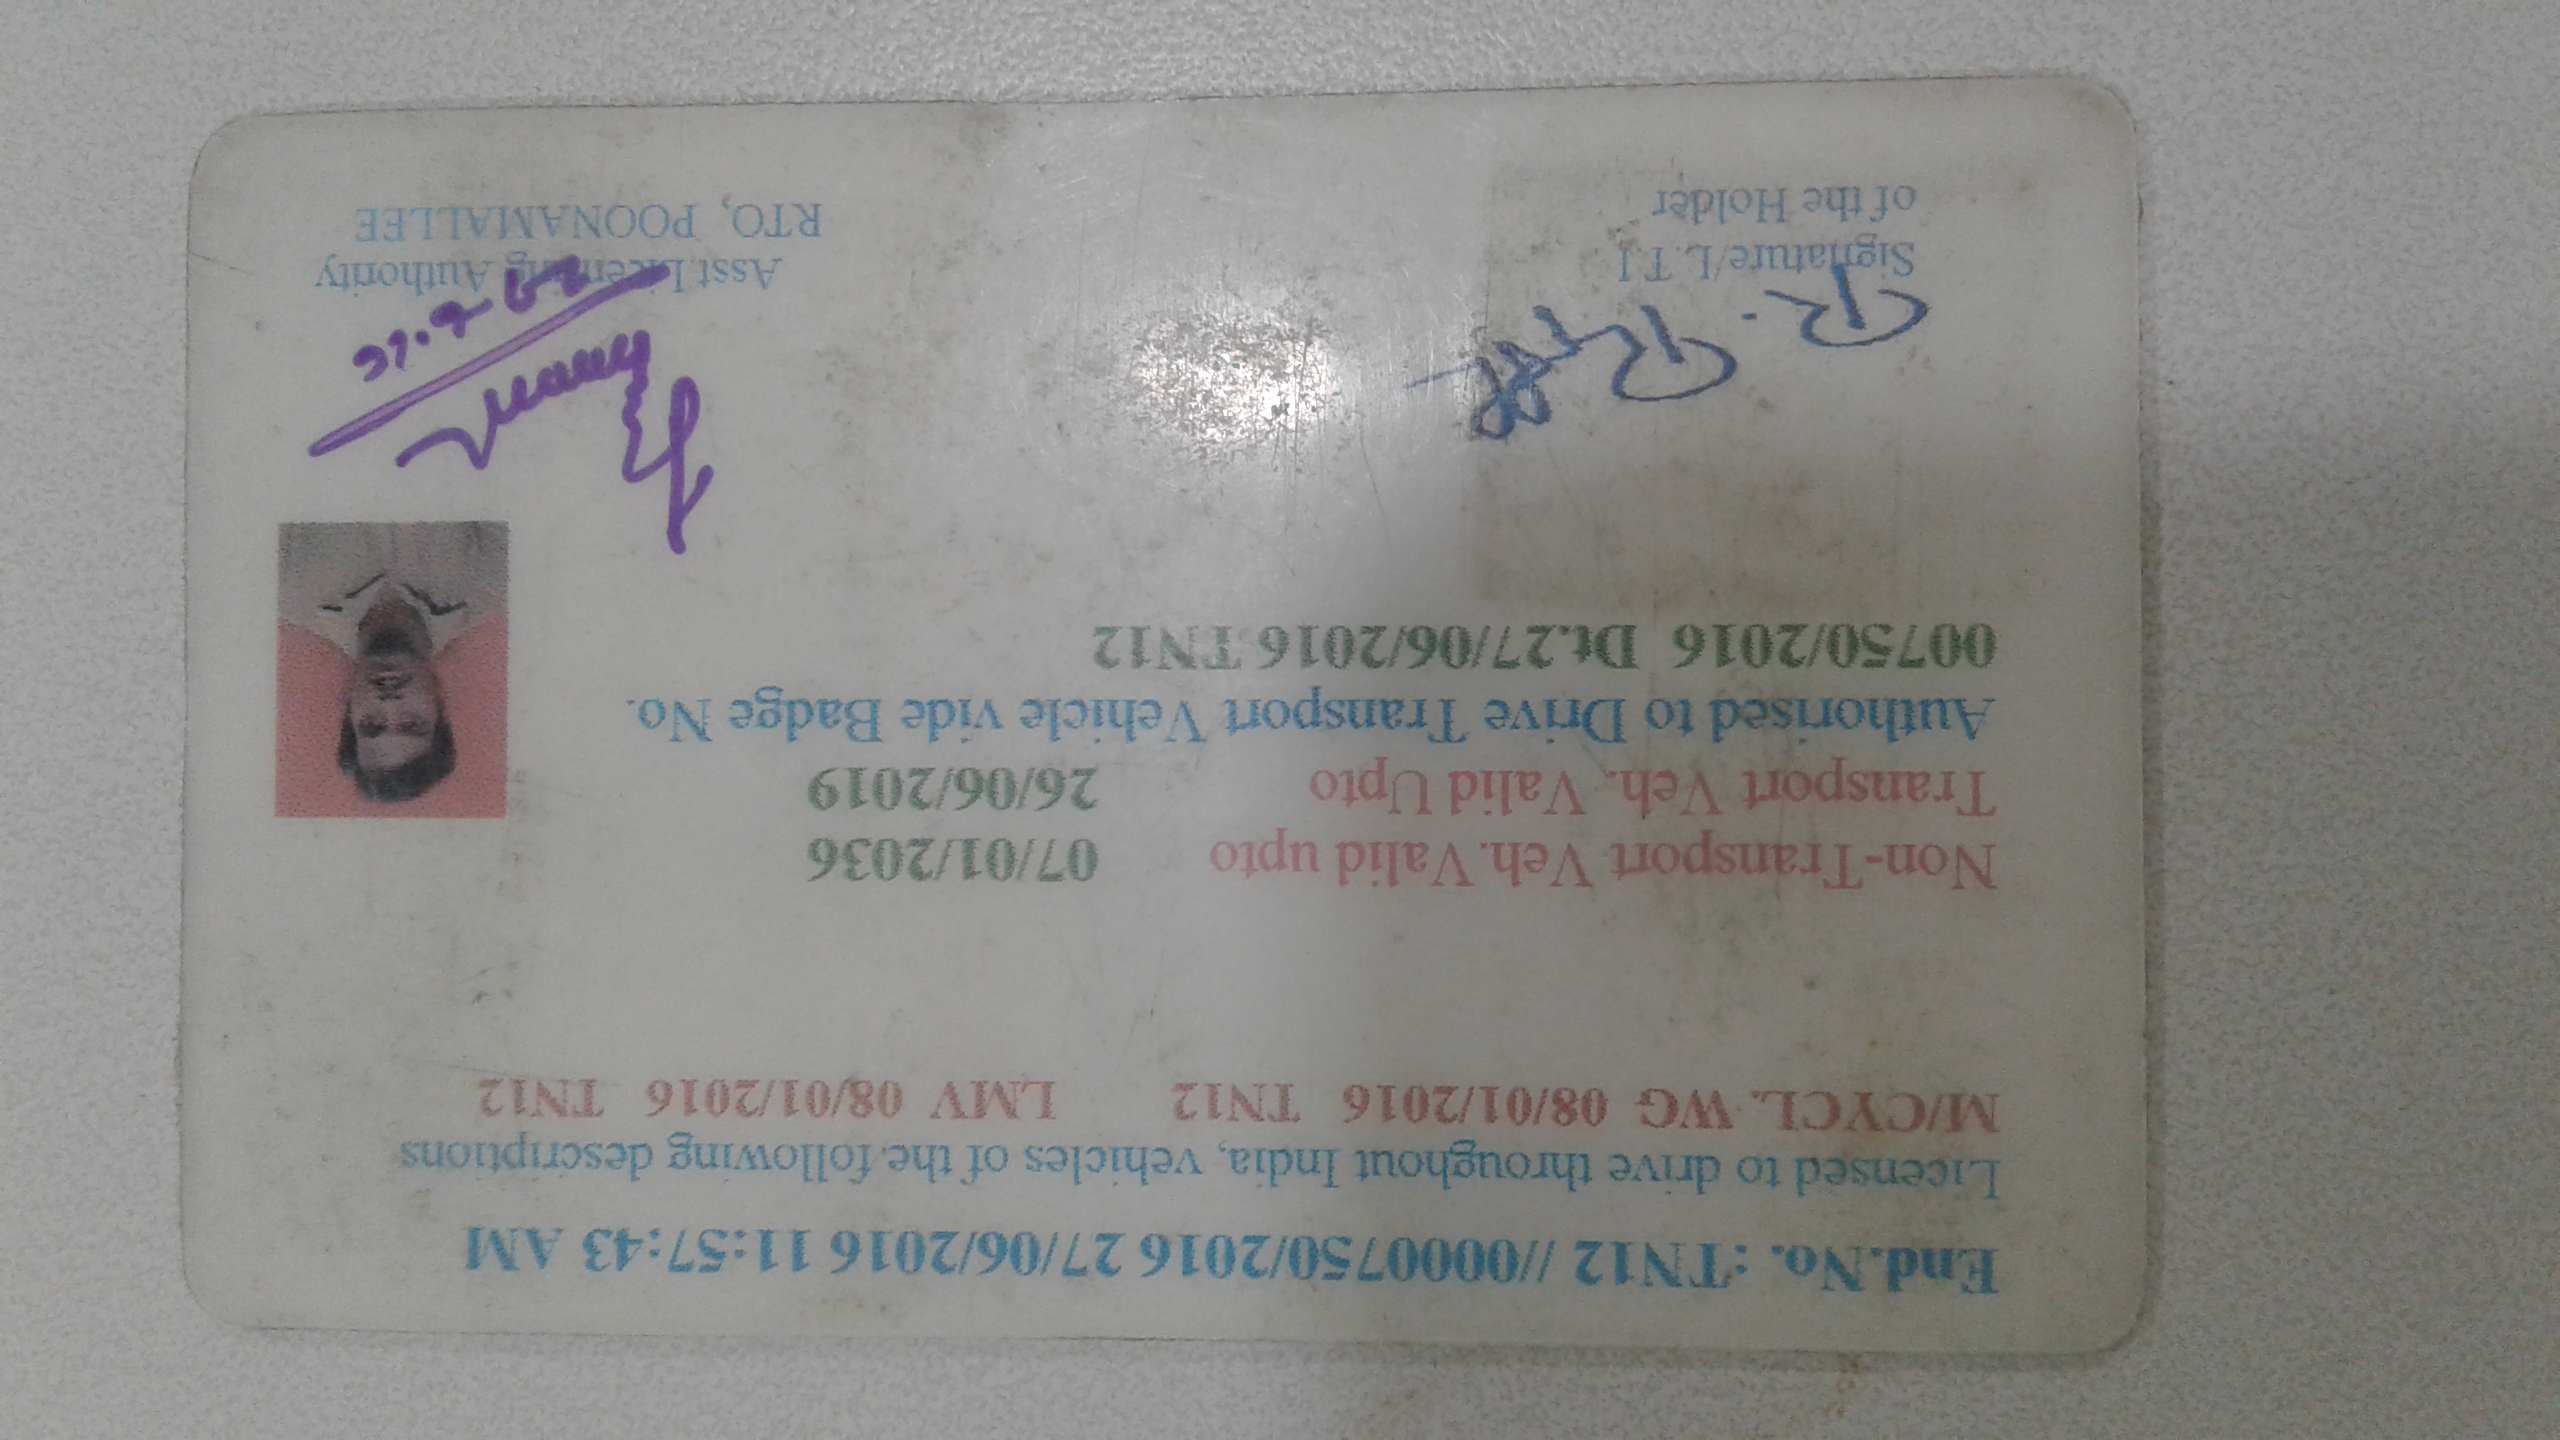 End.No. :TN12 //0000750/2016 27/06/2016 11:57:43 AM
Licensed to drive throughout India, vehicles of the following descriptions
M/CYCL. WG 08/01/2016 TN12 LMV 08/01/2016 TN12
Non-Transport Veh.Valid upto 07/01/2036
Transport Veh. Valid Upto 26/06/2019
Authorised to Drive Transport Vehicle vide Badge No.
00750/2016 Dt.27/06/2016 TN12
Signature/L.T.I
of the Holder
Asst Licensing Authority
RTO, POONAMALLEE